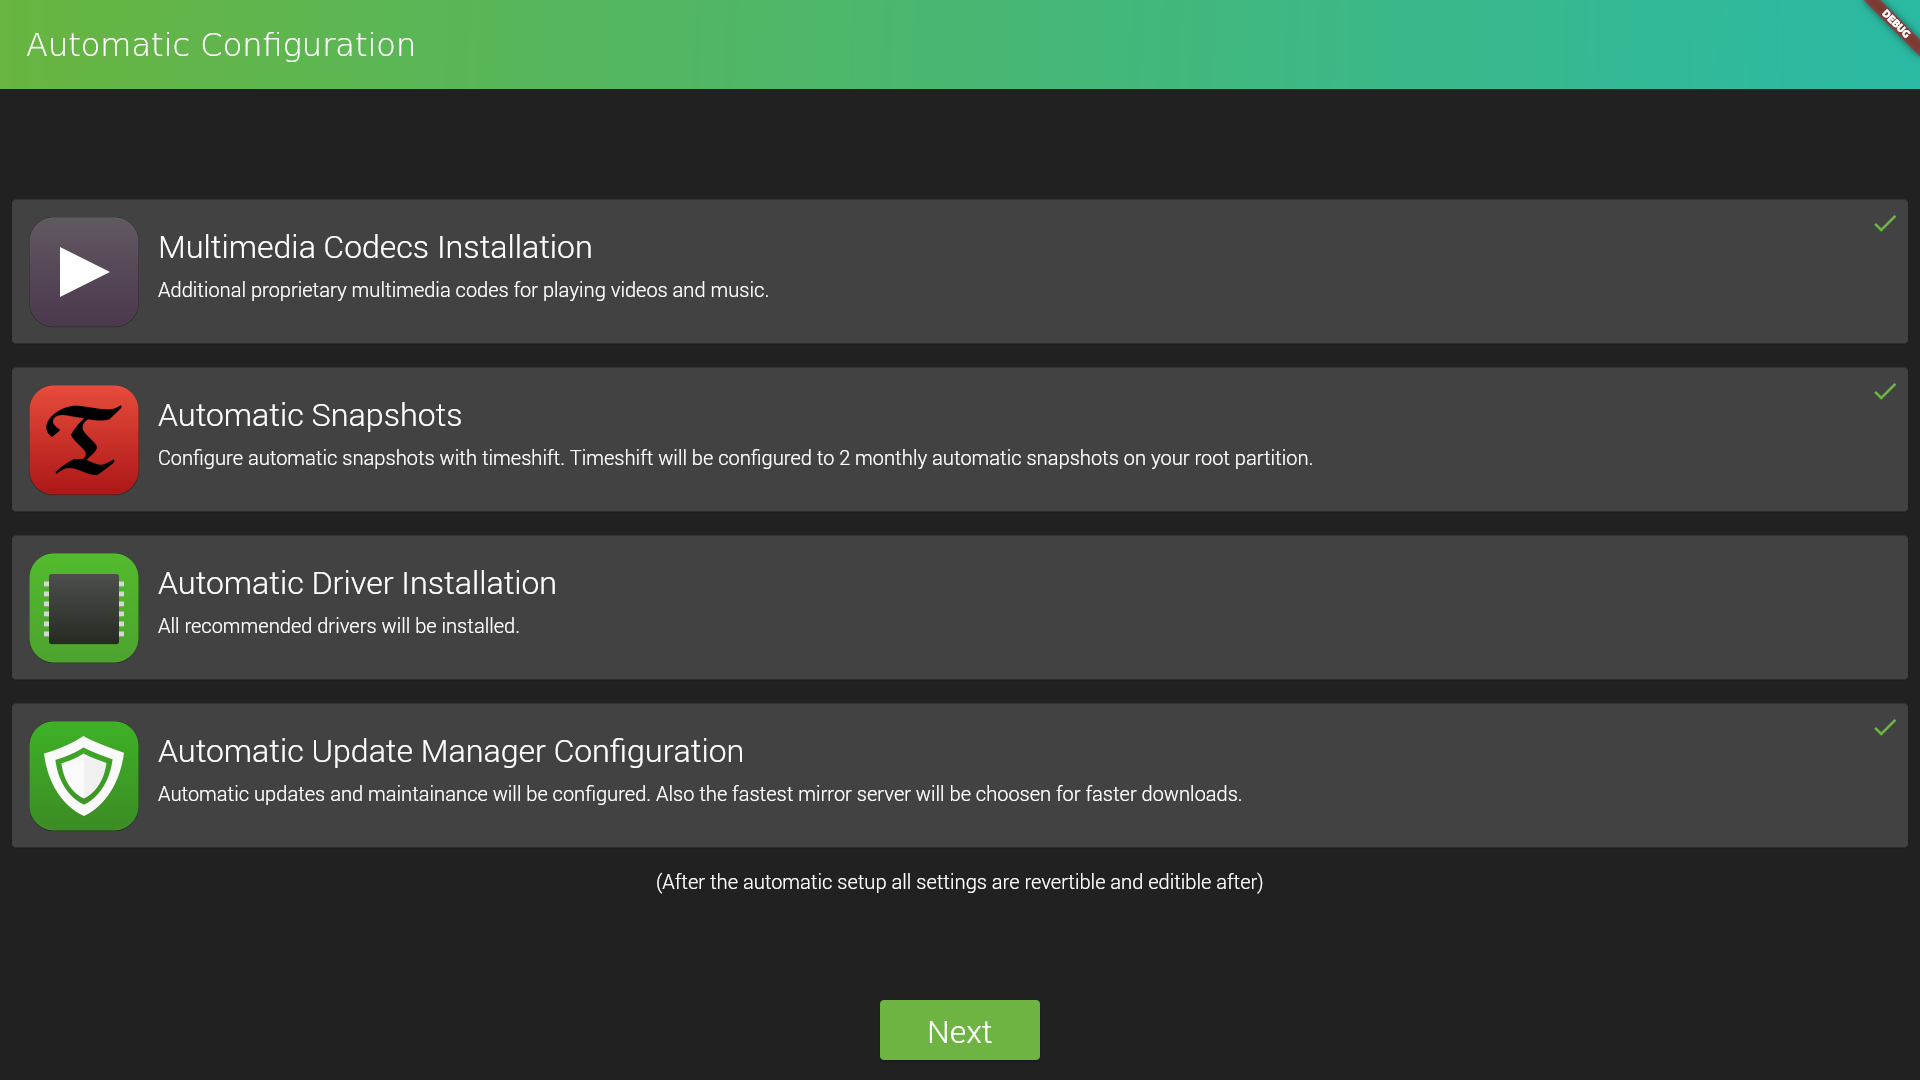 Automatic Configuration
DEBUG
Multimedia Codecs Installation
Additional proprietary multimedia codes for playing videos and music.
Automatic Snapshots
Configure automatic snapshots with timeshift. Timeshift will be configured to 2 monthly automatic snapshots on your root partition.
Automatic Driver Installation
All recommended drivers will be installed.
Automatic Update Manager Configuration
Automatic updates and maintainance will be configured. Also the fastest mirror server will be choosen for faster downloads.
(After the automatic setup all settings are revertible and editible after)
Next